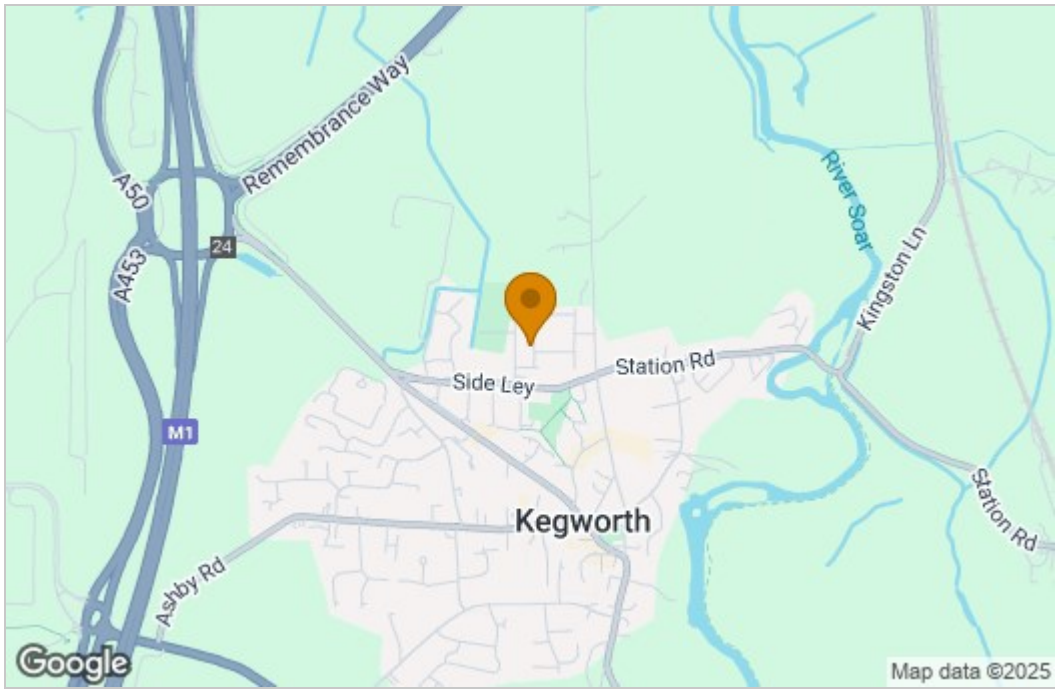 Remembrance Way
A50
24
A453
River Soar
Kingston Ln
Station Rd
Side Ley
M1
Kegworth
Station Rd
Ashby Rd
Google
Map data ©2025